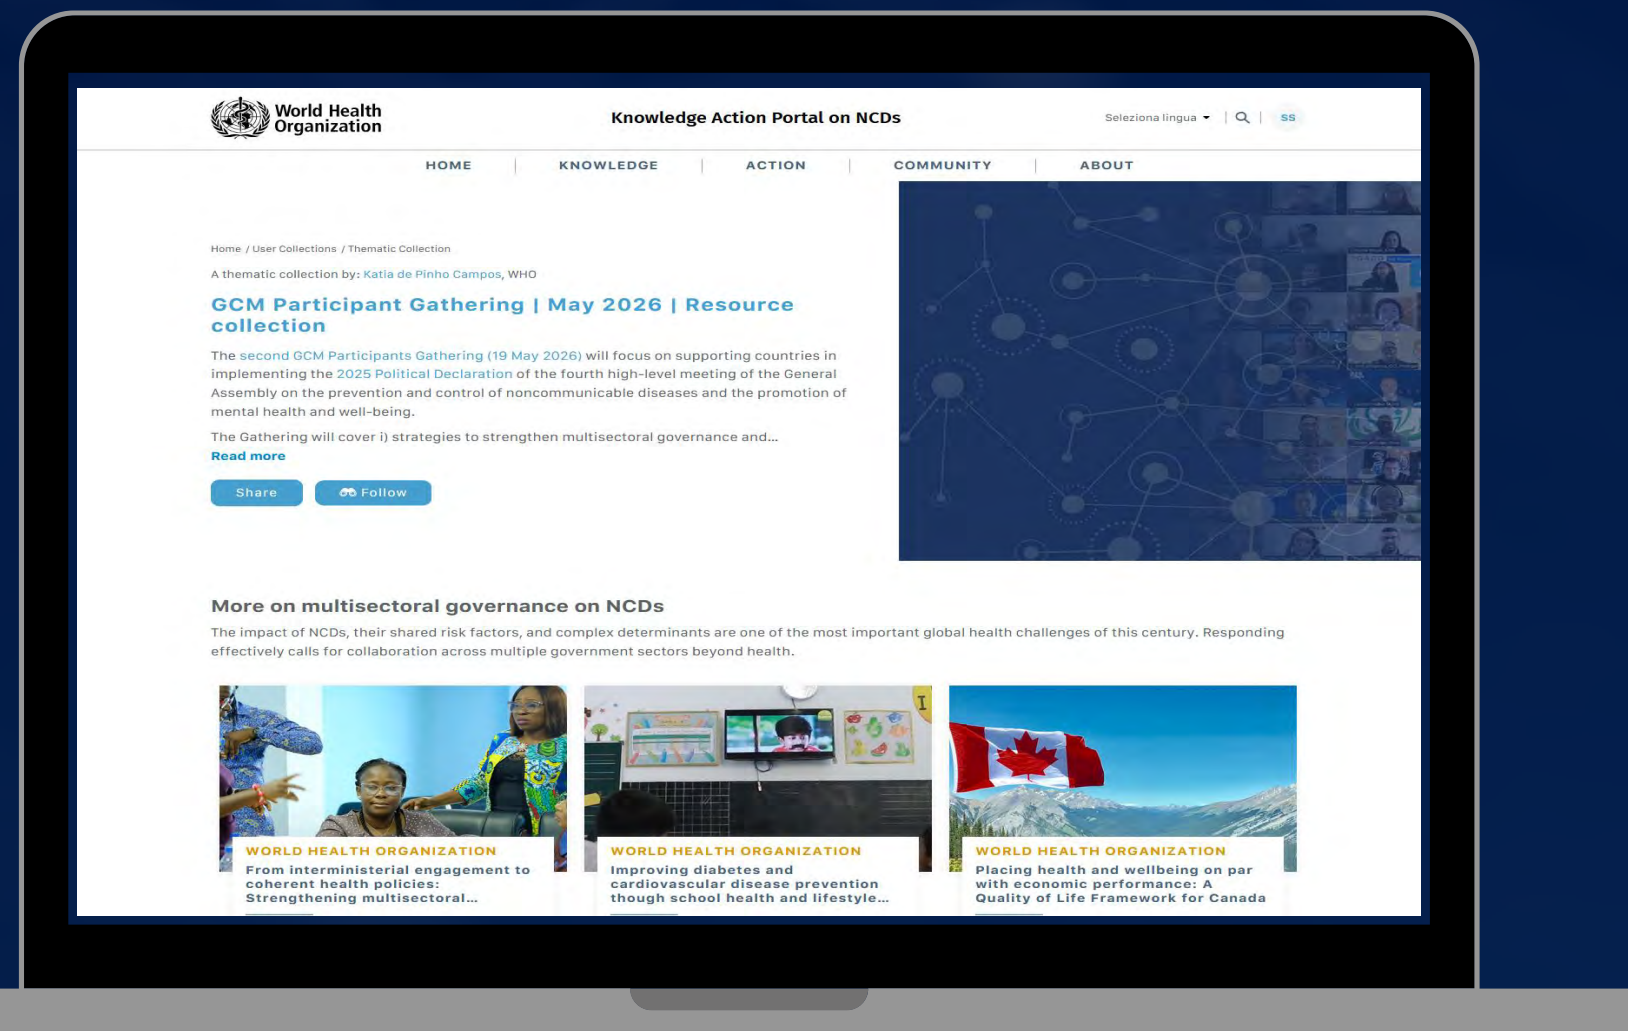 World Health
Organization
Knowledge Action Portal on NCDs
Seleziona lingua
SS
HOME
KNOWLEDGE
ACTION
COMMUNITY
ABOUT
Home / User Collections / Thematic Collection
A thematic collection by: Katia de Pinho Campos, WHO
GCM Participant Gathering | May 2026 | Resource
collection
The second GCM Participants Gathering (19 May 2026) will focus on supporting countries in
implementing the 2025 Political Declaration of the fourth high-level meeting of the General
Assembly on the prevention and control of noncommunicable diseases and the promotion of
mental health and well-being.
The Gathering will cover i) strategies to strengthen multisectoral governance and...
Read more
Share
Follow
More on multisectoral governance on NCDs
The impact of NCDs, their shared risk factors, and complex determinants are one of the most important global health challenges of this century. Responding
effectively calls for collaboration across multiple government sectors beyond health.
I
WORLD HEALTH ORGANIZATION
From interministerial engagement to
coherent health policies:
Strengthening multisectoral...
WORLD HEALTH ORGANIZATION
Improving diabetes and
cardiovascular disease prevention
though school health and lifestyle...
WORLD HEALTH ORGANIZATION
Placing health and wellbeing on par
with economic performance: A
Quality of Life Framework for Canada